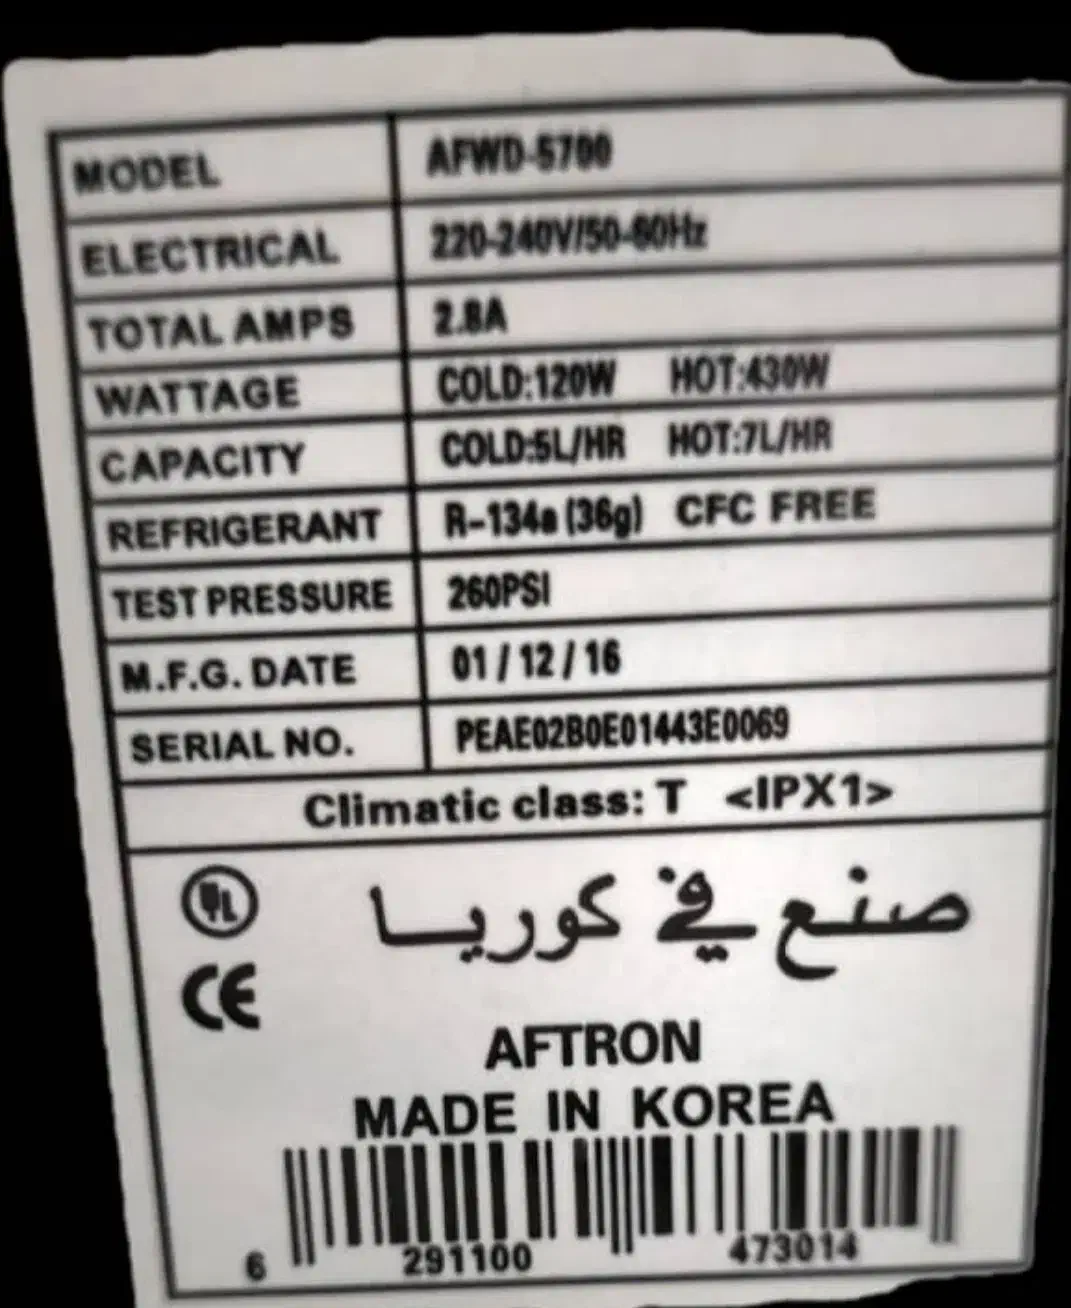 MODEL AFWD-5700
ELECTRICAL 220-240V/50-60Hz
TOTAL AMPS 2.8A
WATTAGE COLD:120W HOT:430W
CAPACITY COLD:5L/HR HOT:7L/HR
REFRIGERANT R-134a (36g) CFC FREE
TEST PRESSURE 260PSI
M.F.G. DATE 01 / 12 / 16
SERIAL NO. PEAE02B0E01443E0069
Climatic class: T <IPX1>
UL صنع في كوريا
CE
AFTRON
MADE IN KOREA
6 291100 473014